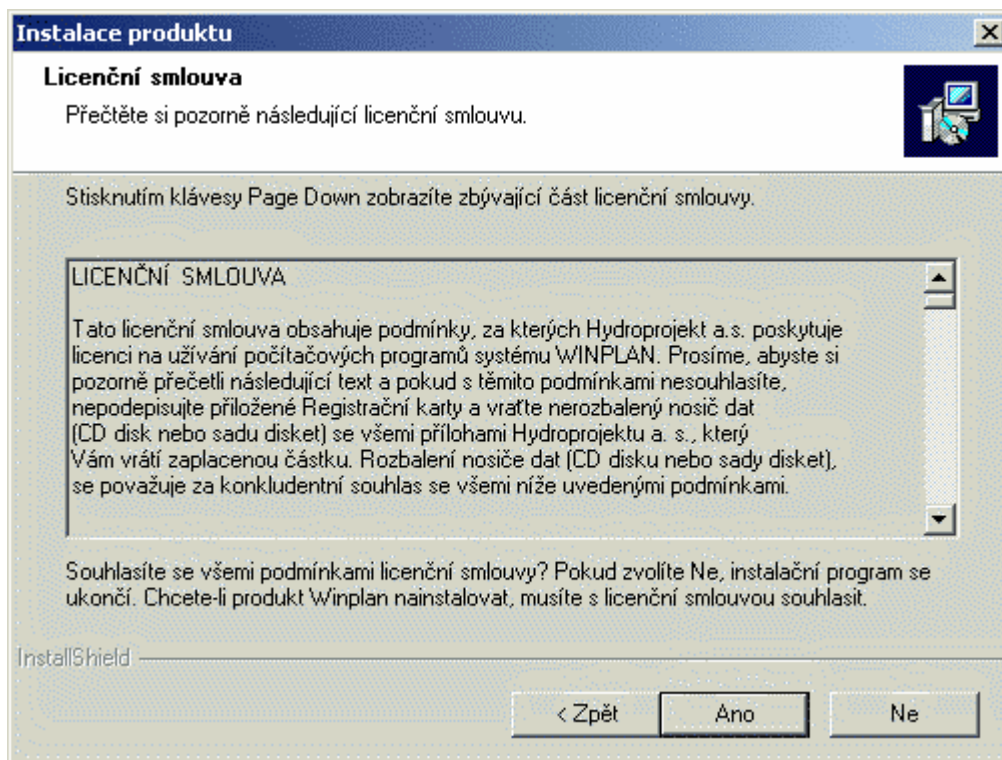 Instalace produktu
Licenční smlouva
Přečtěte si pozorně následující licenční smlouvu.
Stisknutím klávesy Page Down zobrazíte zbývající část licenční smlouvy.
LICENČNÍ SMLOUVA
Tato licenční smlouva obsahuje podmínky, za kterých Hydroprojekt a.s. poskytuje
licenci na užívání počítačových programů systému WINPLAN. Prosíme, abyste si
pozorně přečetli následující text a pokud s těmito podmínkami nesouhlasíte,
nepodepisujte přiložené Registrační karty a vraťte nerozbalený nosič dat
(CD disk nebo sadu disket) se všemi přílohami Hydroprojektu a. s., který
Vám vrátí zaplacenou částku. Rozbalení nosiče dat (CD disku nebo sady disket),
se považuje za konkludentní souhlas se všemi níže uvedenými podmínkami.
Souhlasíte se všemi podmínkami licenční smlouvy? Pokud zvolíte Ne, instalační program se
ukončí. Chcete-li produkt Winplan nainstalovat, musíte s licenční smlouvou souhlasit.
InstallShield
< Zpět Ano Ne